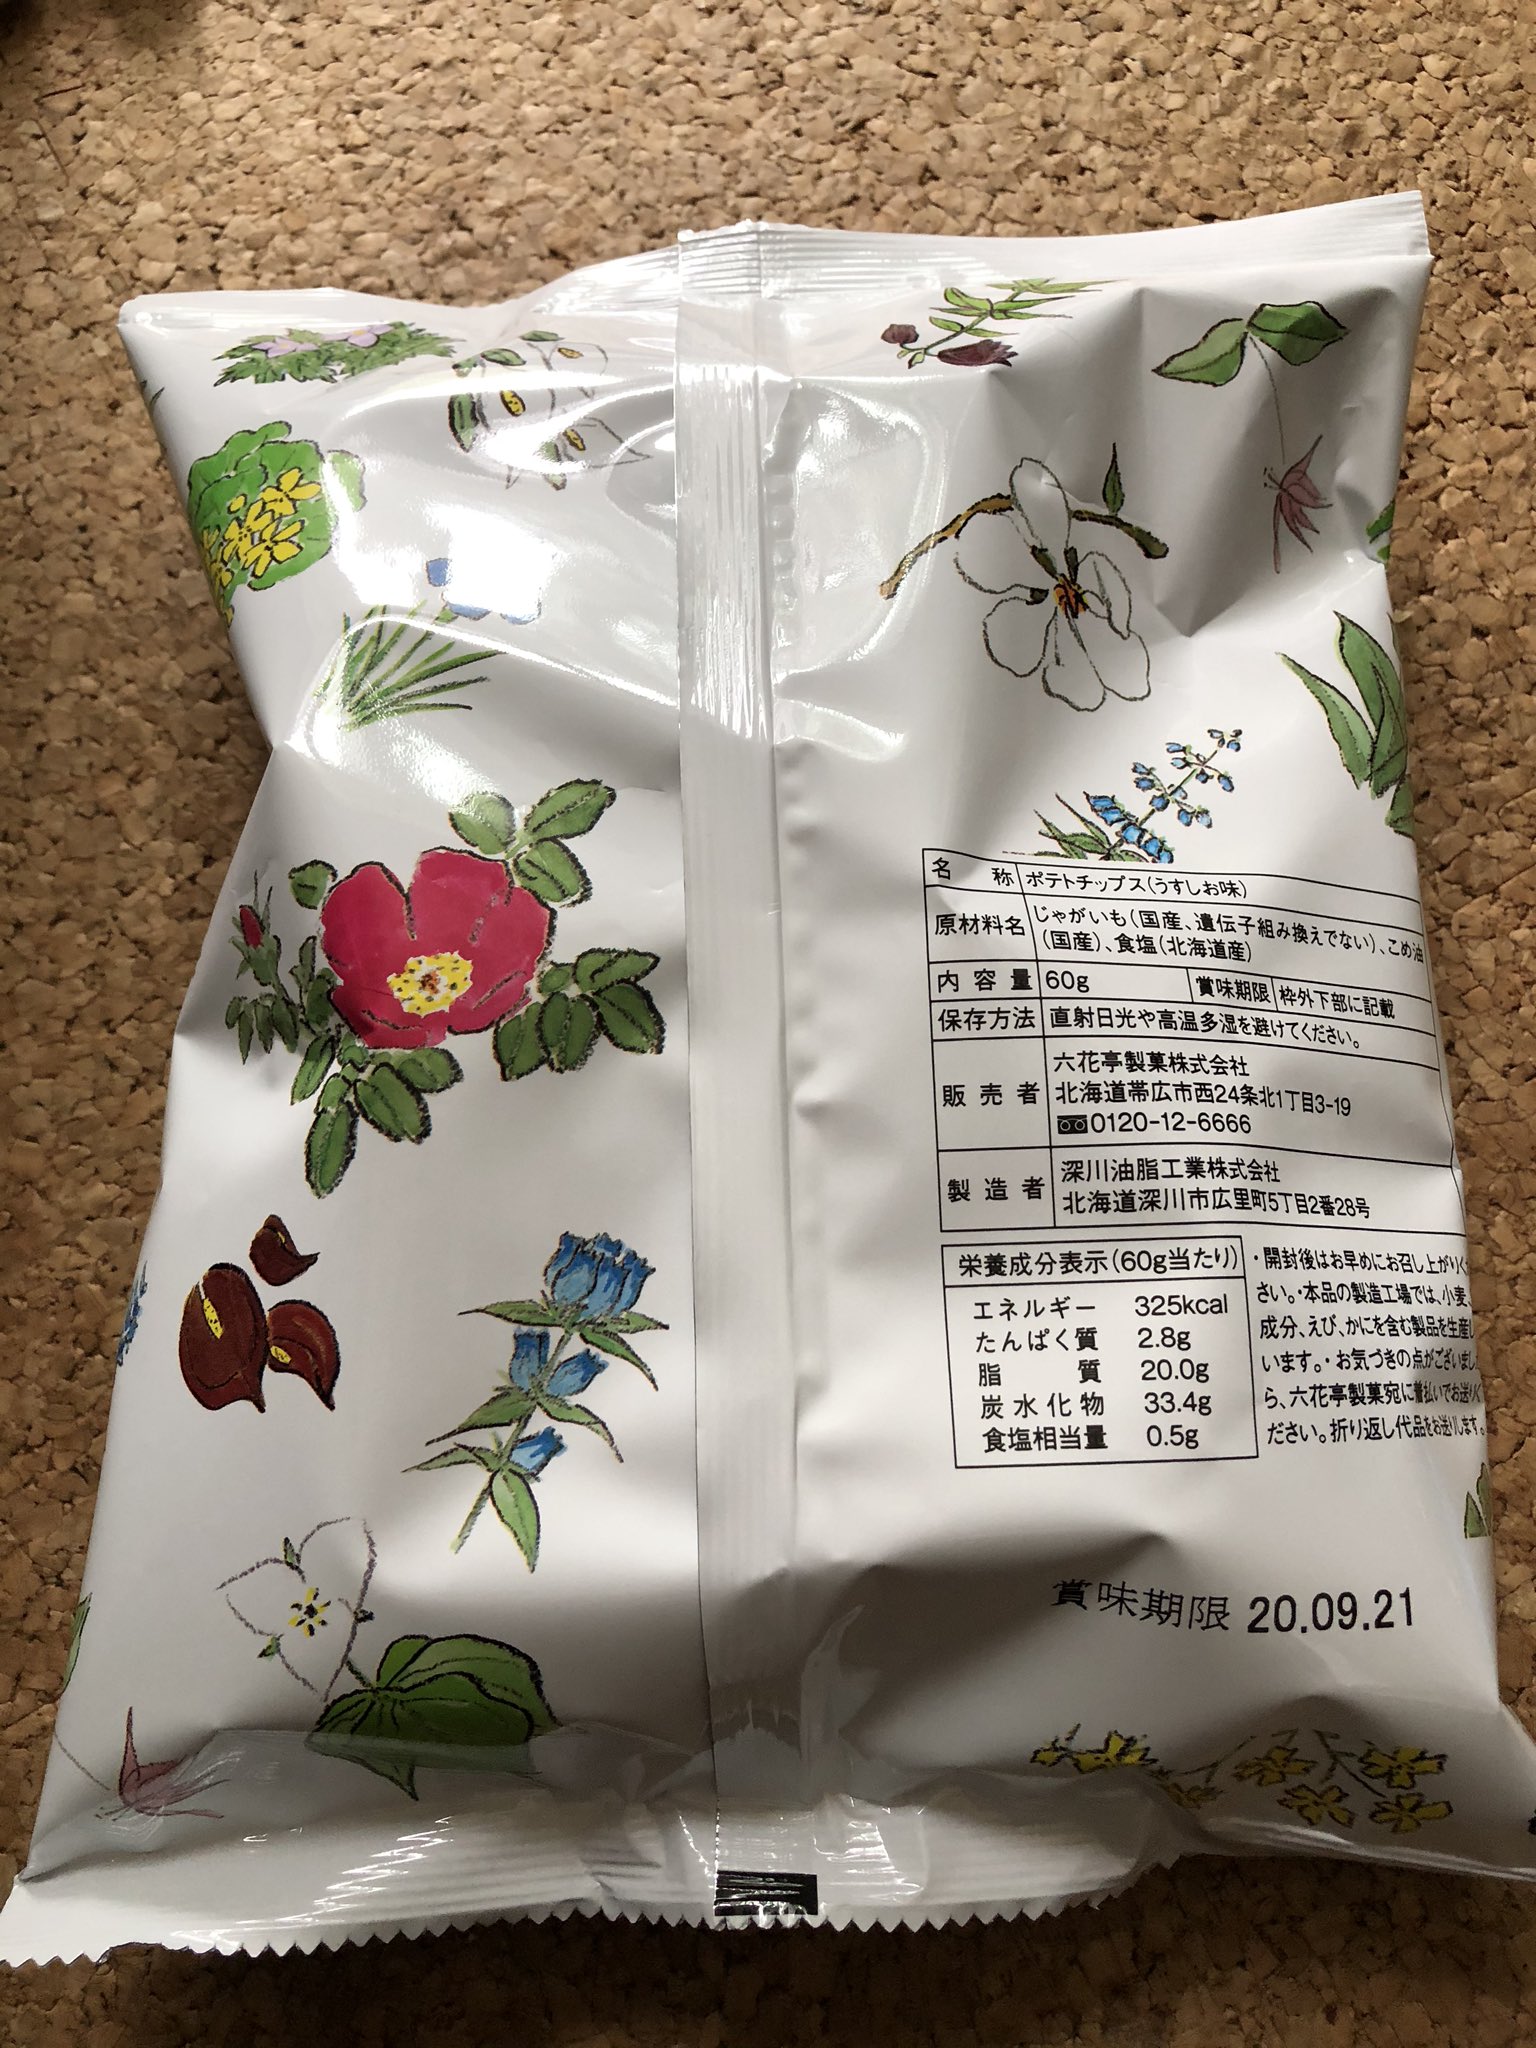 名称 ポテトチップス(うすしお味)
原材料名 じゃがいも(国産、遺伝子組み換えでない)、こめ油
(国産)、食塩(北海道産)
内容量 60g 賞味期限 枠外下部に記載
保存方法 直射日光や高温多湿を避けてください。
販売者 六花亭製菓株式会社
北海道帯広市西24条北1丁目3-19
0120-12-6666
製造者 深川油脂工業株式会社
北海道深川市広里町5丁目2番28号
栄養成分表示(60g当たり)
エネルギー 325kcal
たんぱく質 2.8g
脂質 20.0g
炭水化物 33.4g
食塩相当量 0.5g
・開封後はお早めにお召し上がりく
さい。・本品の製造工場では、小麦、
成分、えび、かにを含む製品を生産し
います。・お気づきの点がございまし
ら、六花亭製菓宛に着払いでお送りく
ださい。折り返し代品をお送りします。
賞味期限 20.09.21